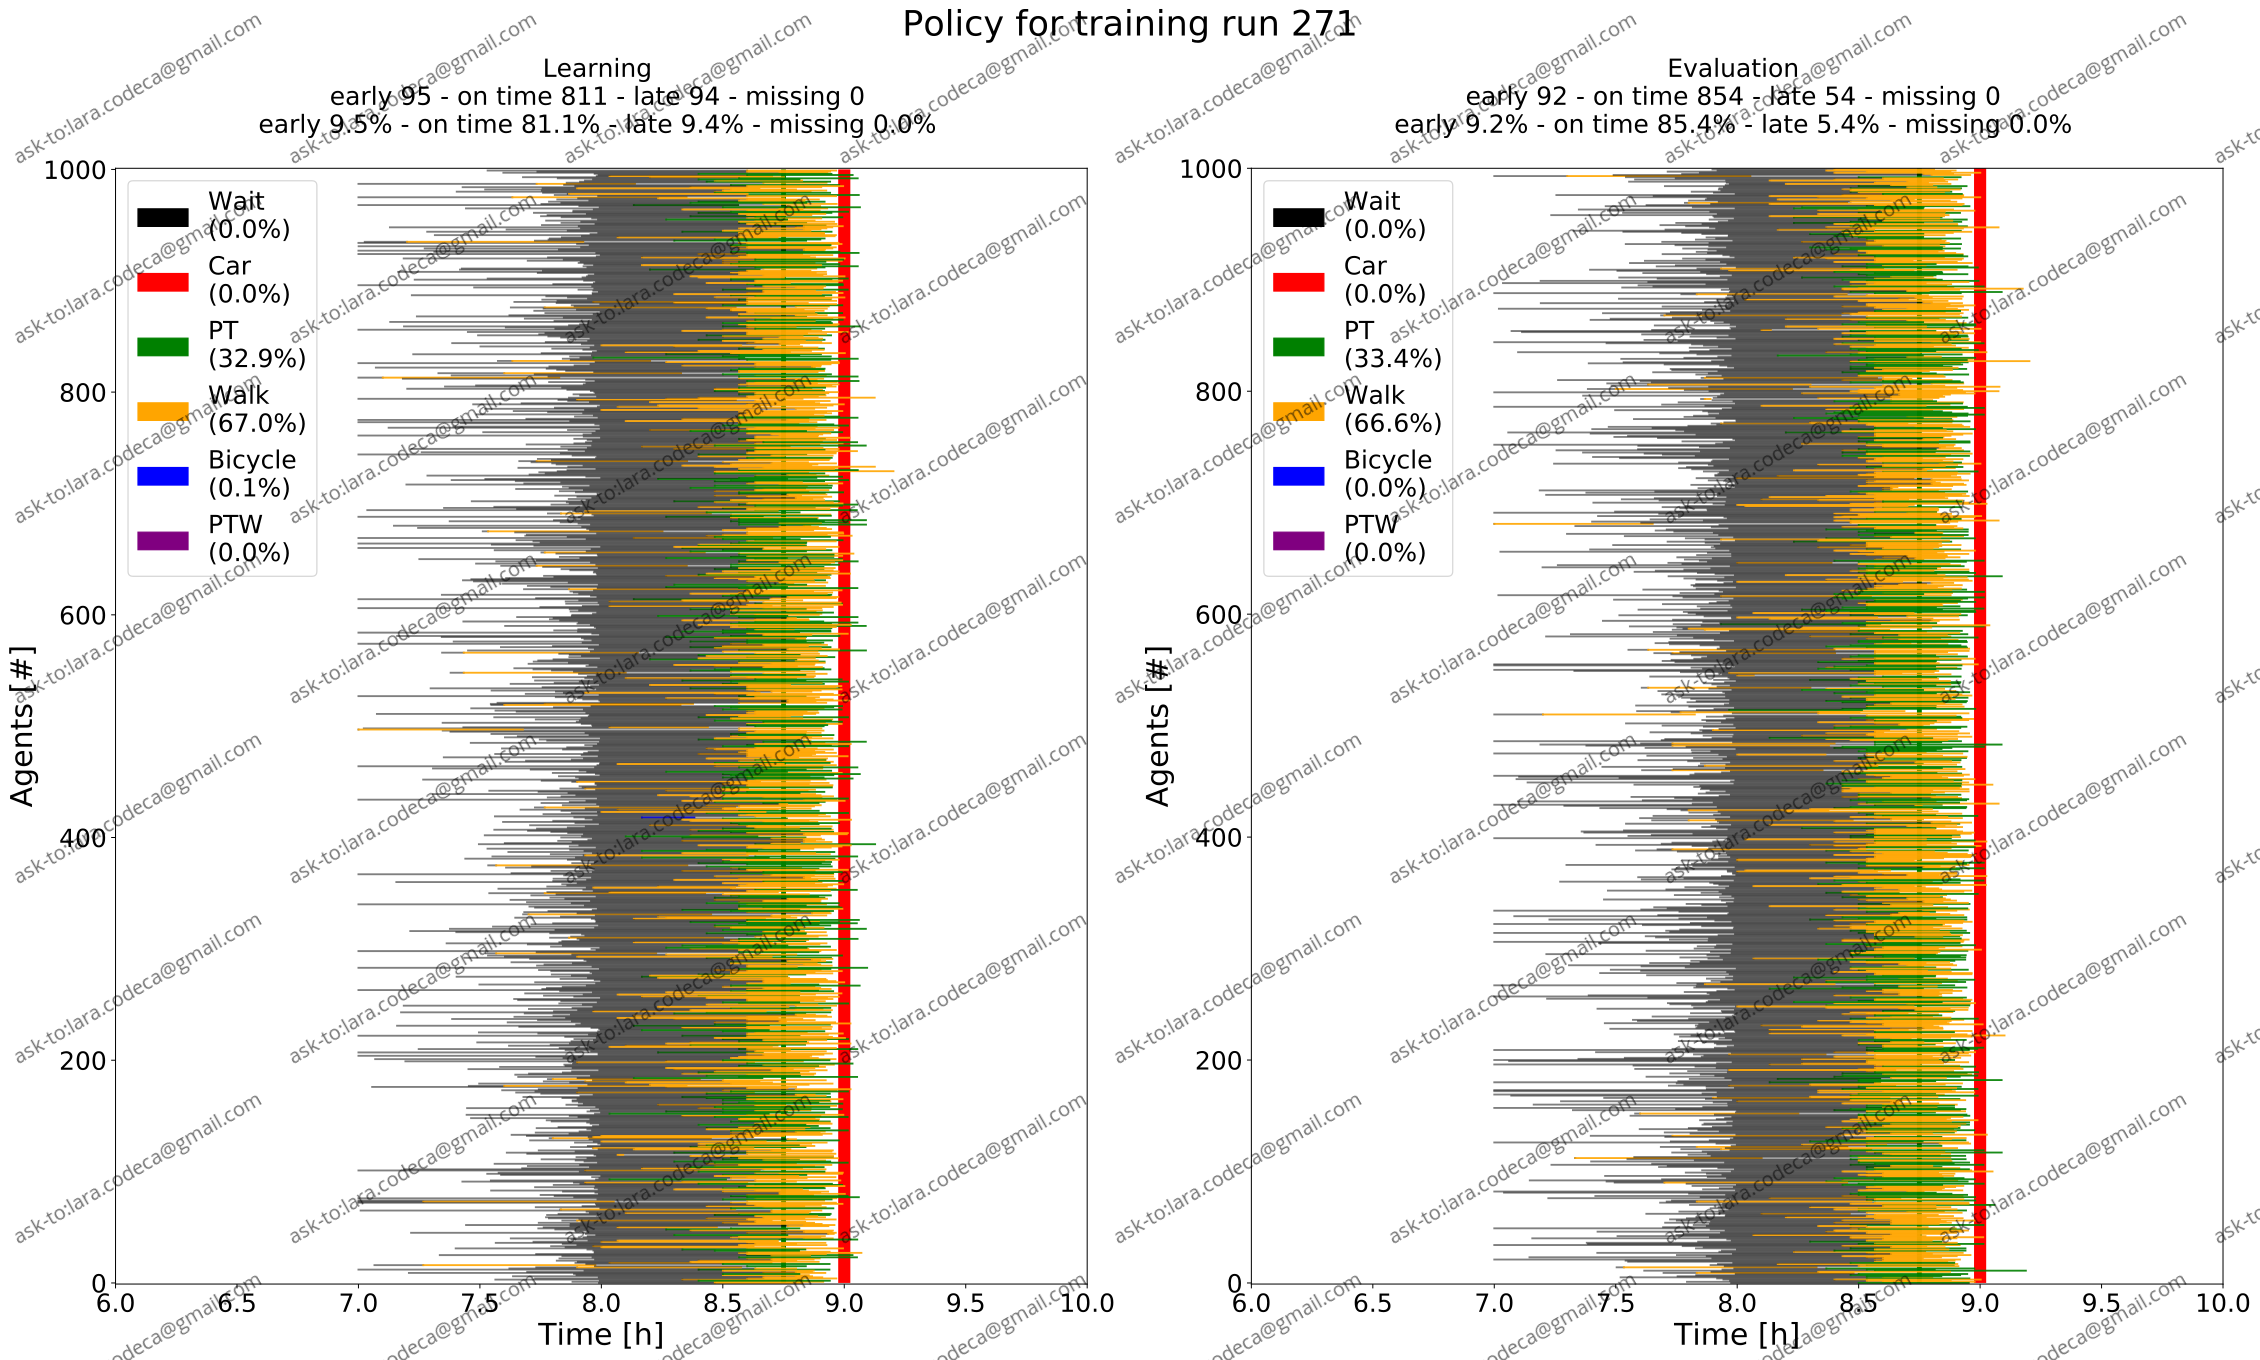 Policy for training run 271
Learning
early 95 - on time 811 - late 94 - missing 0
early 9.5% - on time 81.1% - late 9.4% - missing 0.0%
1000
800
600
400
200
0
Agents [#]
Wait
(0.0%)
Car
(0.0%)
PT
(32.9%)
Walk
(67.0%)
Bicycle
(0.1%)
PTW
(0.0%)
6.0 6.5 7.0 7.5 8.0 8.5 9.0 9.5 10.0
Time [h]
Evaluation
early 92 - on time 854 - late 54 - missing 0
early 9.2% - on time 85.4% - late 5.4% - missing 0.0%
1000
800
600
400
200
0
Agents [#]
Wait
(0.0%)
Car
(0.0%)
PT
(33.4%)
Walk
(66.6%)
Bicycle
(0.0%)
PTW
(0.0%)
6.0 6.5 7.0 7.5 8.0 8.5 9.0 9.5 10.0
Time [h]
ask-to:lara.codeca@gmail.com